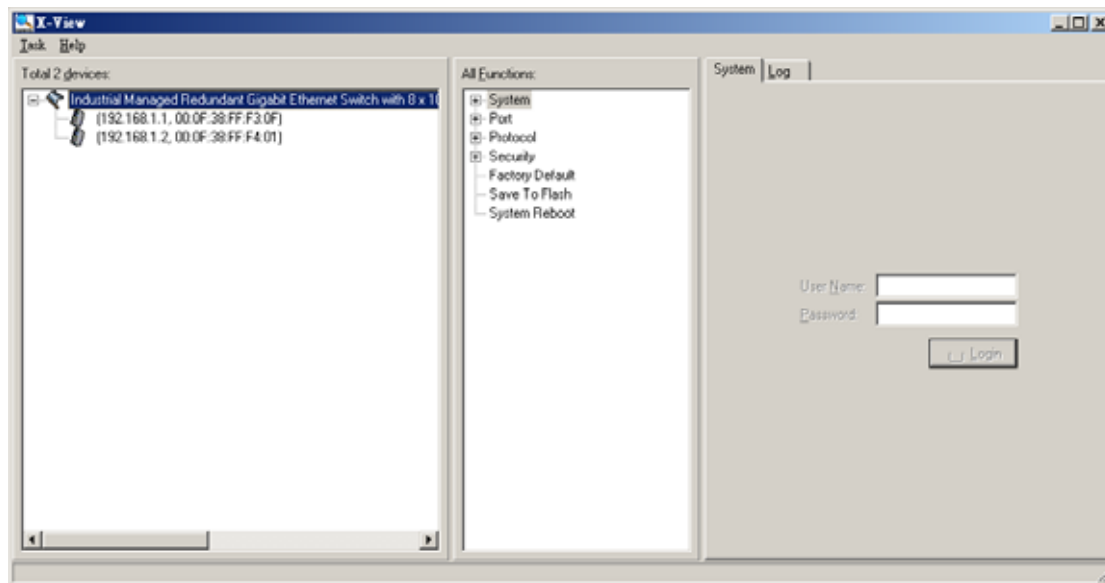 X-View
Task Help
Total 2 devices:
Industrial Managed Redundant Gigabit Ethernet Switch with 8 x 10
(192.168.1.1, 00:0F:38:FF:F3:0F)
(192.168.1.2, 00:0F:38:FF:F4:01)
All Functions:
System
Port
Protocol
Security
Factory Default
Save To Flash
System Reboot
System Log
User Name:
Password:
Login